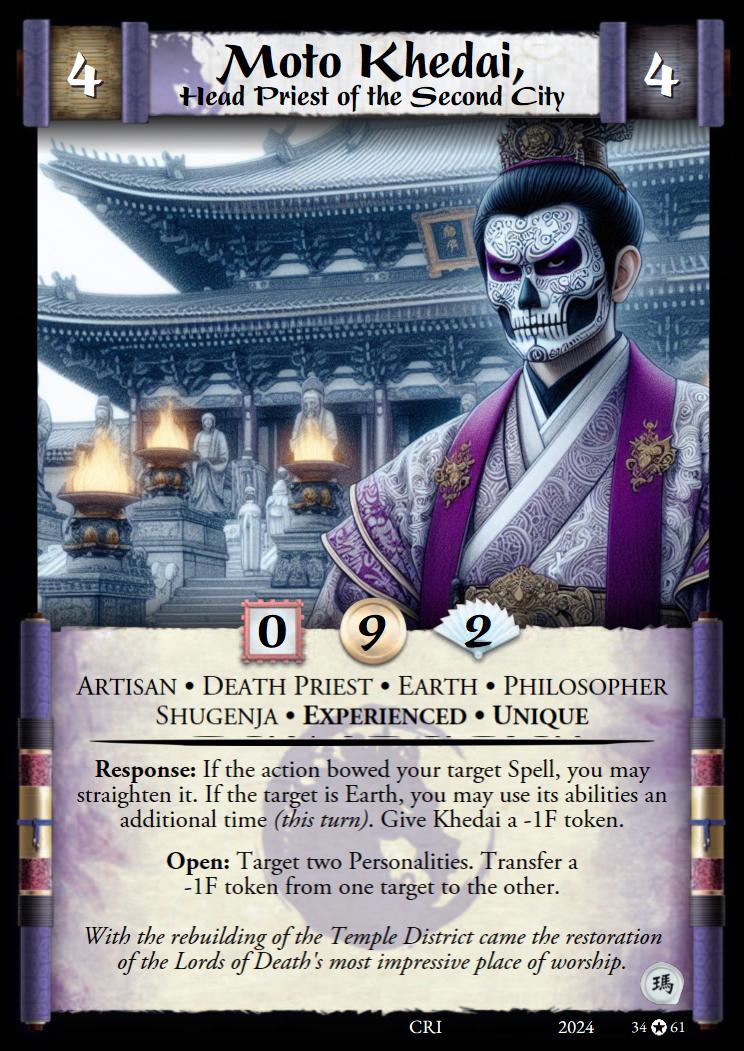 4
Moto Khedai,
4
Head Priest of the Second City
0
9
2
ARTISAN • DEATH PRIEST • EARTH • PHILOSOPHER
SHUGENJA • EXPERIENCED • UNIQUE
Response: If the action bowed your target Spell, you may
straighten it. If the target is Earth, you may use its abilities an
additional time (this turn). Give Khedai a -1F token.
Open: Target two Personalities. Transfer a
-1F token from one target to the other.
With the rebuilding of the Temple District came the restoration
of the Lords of Death's most impressive place of worship.
瑪
CRI
2024
34 ✪ 61